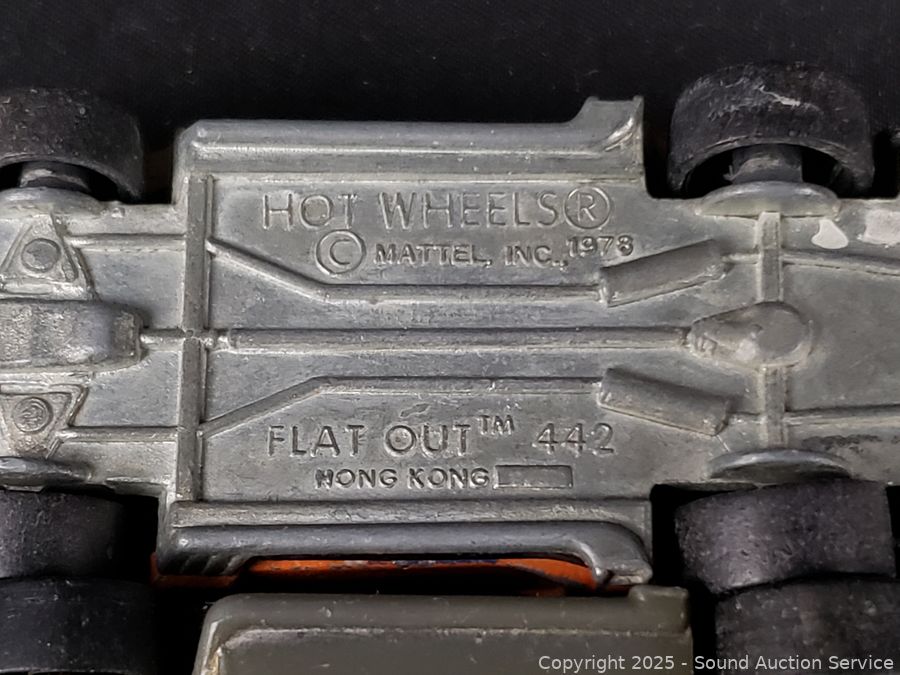 HOT WHEELS®
© MATTEL, INC., 1978
FLAT OUT™ 442
HONG KONG
Copyright © 2025 - Sound Auction Service